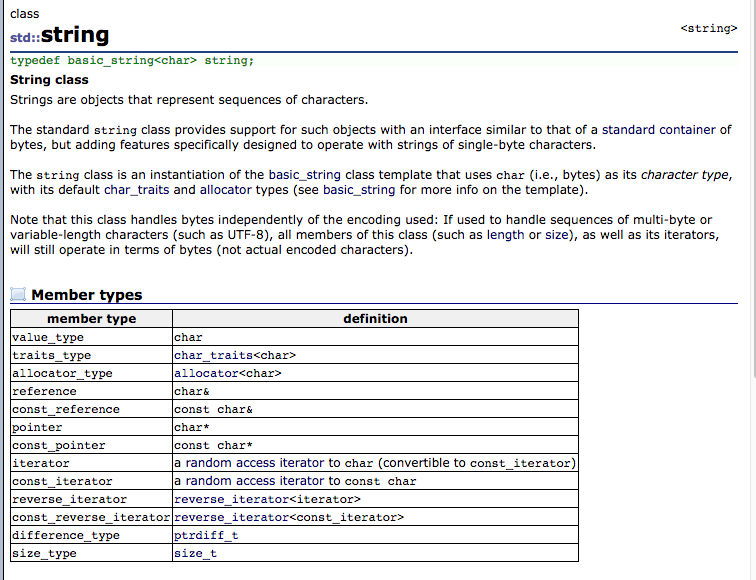 class
std::string
<string>
typedef basic_string<char> string;
String class
Strings are objects that represent sequences of characters.
The standard string class provides support for such objects with an interface similar to that of a standard container of
bytes, but adding features specifically designed to operate with strings of single-byte characters.
The string class is an instantiation of the basic_string class template that uses char (i.e., bytes) as its character type,
with its default char_traits and allocator types (see basic_string for more info on the template).
Note that this class handles bytes independently of the encoding used: If used to handle sequences of multi-byte or
variable-length characters (such as UTF-8), all members of this class (such as length or size), as well as its iterators,
will still operate in terms of bytes (not actual encoded characters).
Member types
member type definition
value_type char
traits_type char_traits<char>
allocator_type allocator<char>
reference char&
const_reference const char&
pointer char*
const_pointer const char*
iterator a random access iterator to char (convertible to const_iterator)
const_iterator a random access iterator to const char
reverse_iterator reverse_iterator<iterator>
const_reverse_iterator reverse_iterator<const_iterator>
difference_type ptrdiff_t
size_type size_t